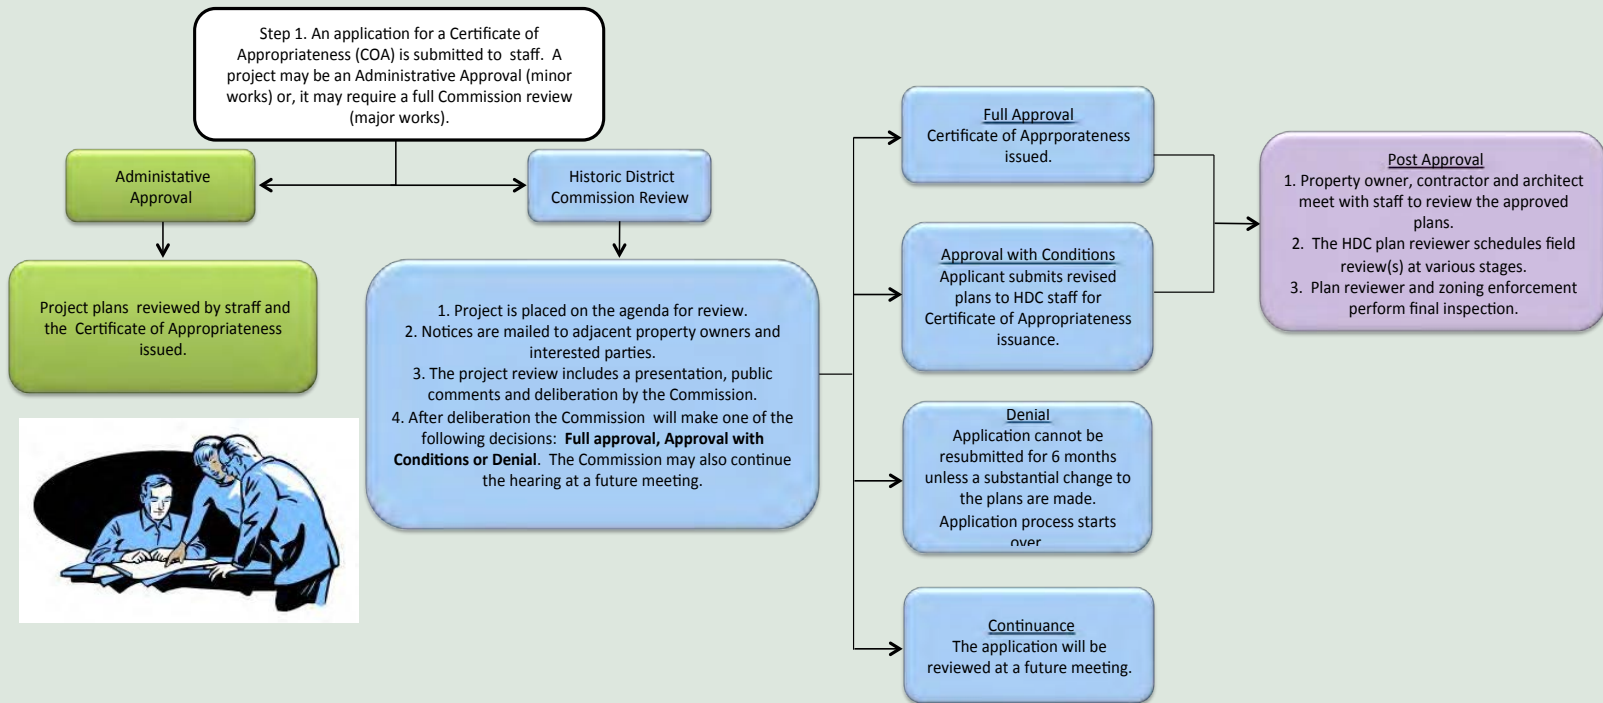 Step 1. An application for a Certificate of
Appropriateness (COA) is submitted to staff. A
project may be an Administrative Approval (minor
works) or, it may require a full Commission review
(major works).
Administative
Approval
Historic District
Commission Review
Project plans reviewed by straff and
the Certificate of Appropriateness
issued.
1. Project is placed on the agenda for review.
2. Notices are mailed to adjacent property owners and
interested parties.
3. The project review includes a presentation, public
comments and deliberation by the Commission.
4. After deliberation the Commission will make one of the
following decisions: Full approval, Approval with
Conditions or Denial. The Commission may also continue
the hearing at a future meeting.
Full Approval
Certificate of Apprporateness
issued.
Approval with Conditions
Applicant submits revised
plans to HDC staff for
Certificate of Appropriateness
issuance.
Denial
Application cannot be
resubmitted for 6 months
unless a substantial change to
the plans are made.
Application process starts
over
Continuance
The application will be
reviewed at a future meeting.
Post Approval
1. Property owner, contractor and architect
meet with staff to review the approved
plans.
2. The HDC plan reviewer schedules field
review(s) at various stages.
3. Plan reviewer and zoning enforcement
perform final inspection.